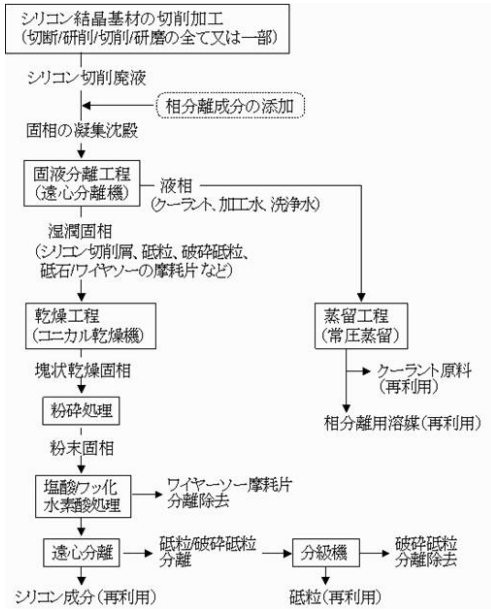 シリコン結晶基材の切削加工
(切断/研削/切削/研磨の全て又は一部)
シリコン切削廃液
相分離成分の添加
固相の凝集沈殿
固液分離工程
(遠心分離機)
液相
(クーラント、加工水、洗浄水)
湿潤固相
(シリコン切削屑、砥粒、破砕砥粒、
砥石/ワイヤソーの摩耗片など)
乾燥工程
(コニカル乾燥機)
蒸留工程
(常圧蒸留)
塊状乾燥固相
クーラント原料
(再利用)
粉砕処理
相分離用溶媒(再利用)
粉末固相
塩酸/フッ化
水素酸処理
ワイヤーソー摩耗片
分離除去
遠心分離
砥粒/破砕砥粒
分離
分級機
破砕砥粒
分離除去
シリコン成分(再利用)
砥粒(再利用)